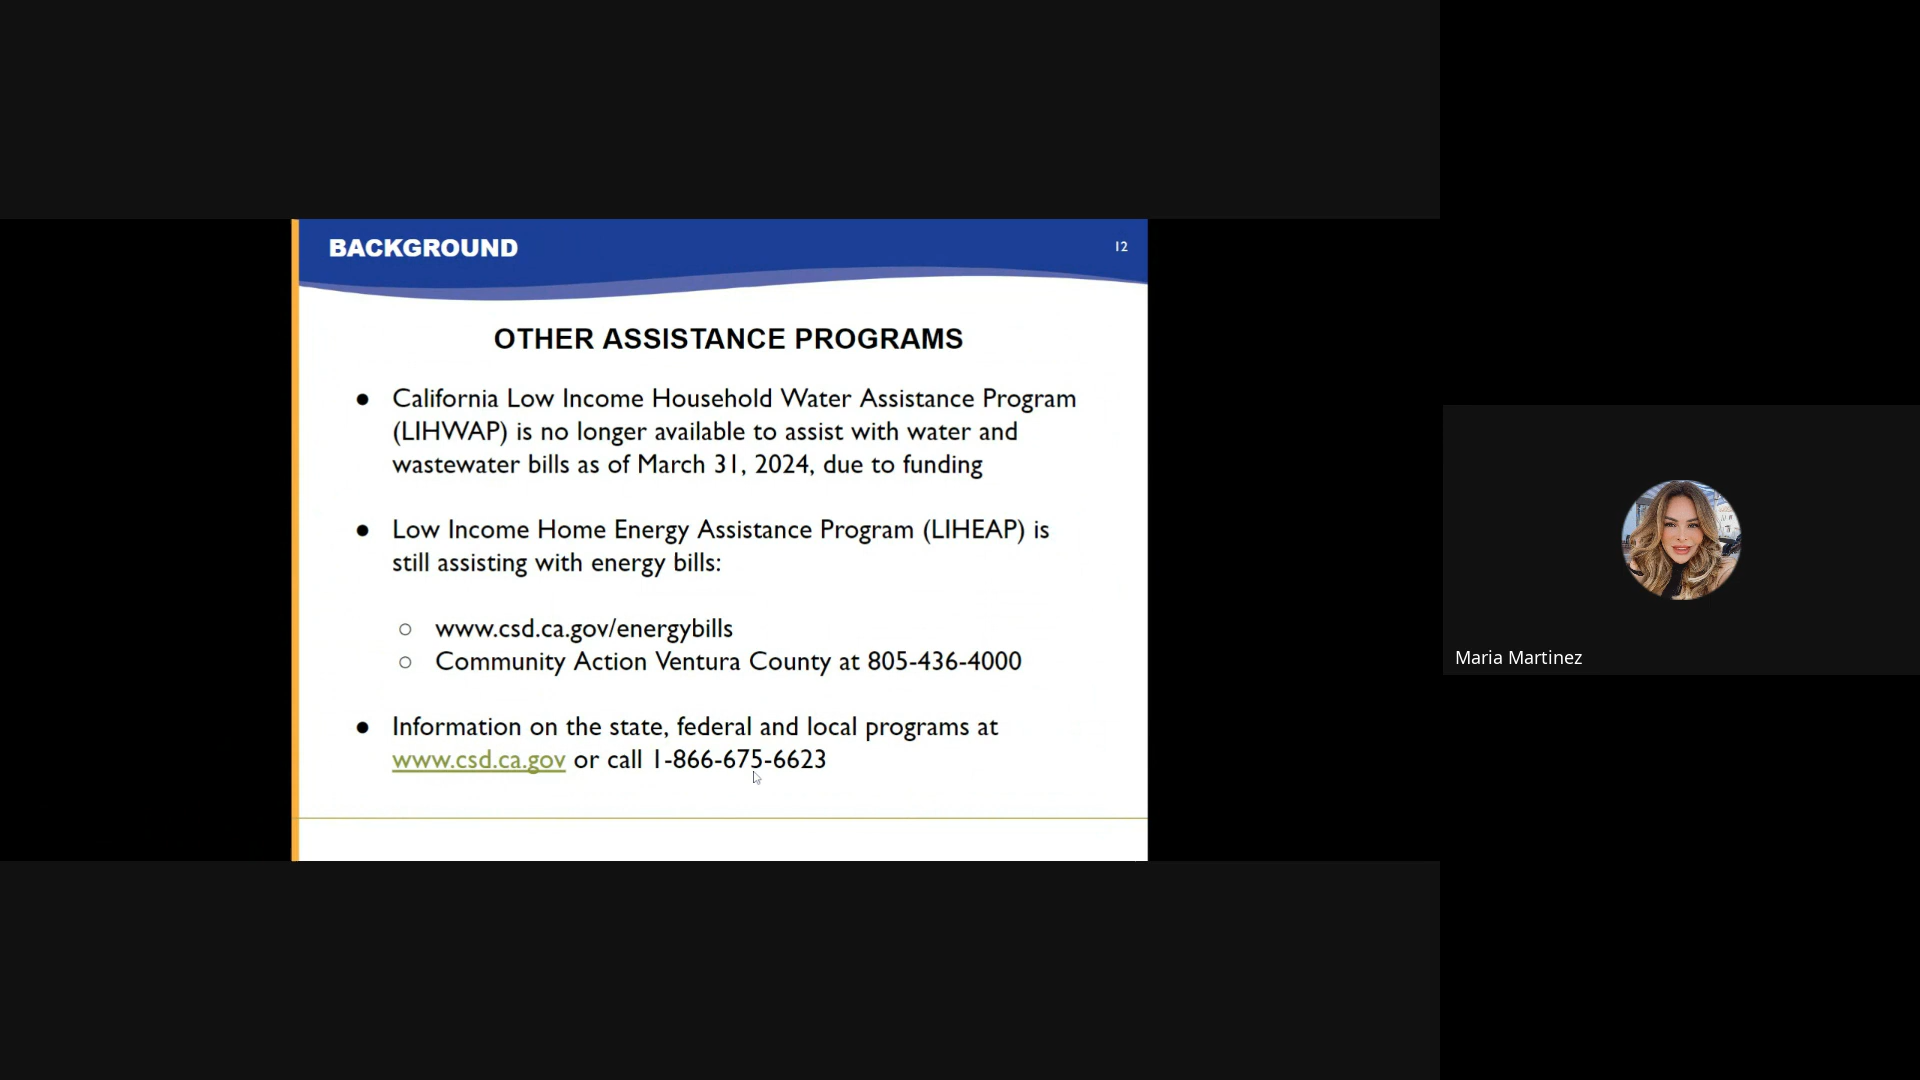 BACKGROUND
12
OTHER ASSISTANCE PROGRAMS
● California Low Income Household Water Assistance Program
(LIHWAP) is no longer available to assist with water and
wastewater bills as of March 31, 2024, due to funding
● Low Income Home Energy Assistance Program (LIHEAP) is
still assisting with energy bills:
○ www.csd.ca.gov/energybills
○ Community Action Ventura County at 805-436-4000
● Information on the state, federal and local programs at
www.csd.ca.gov or call 1-866-675-6623
Maria Martinez